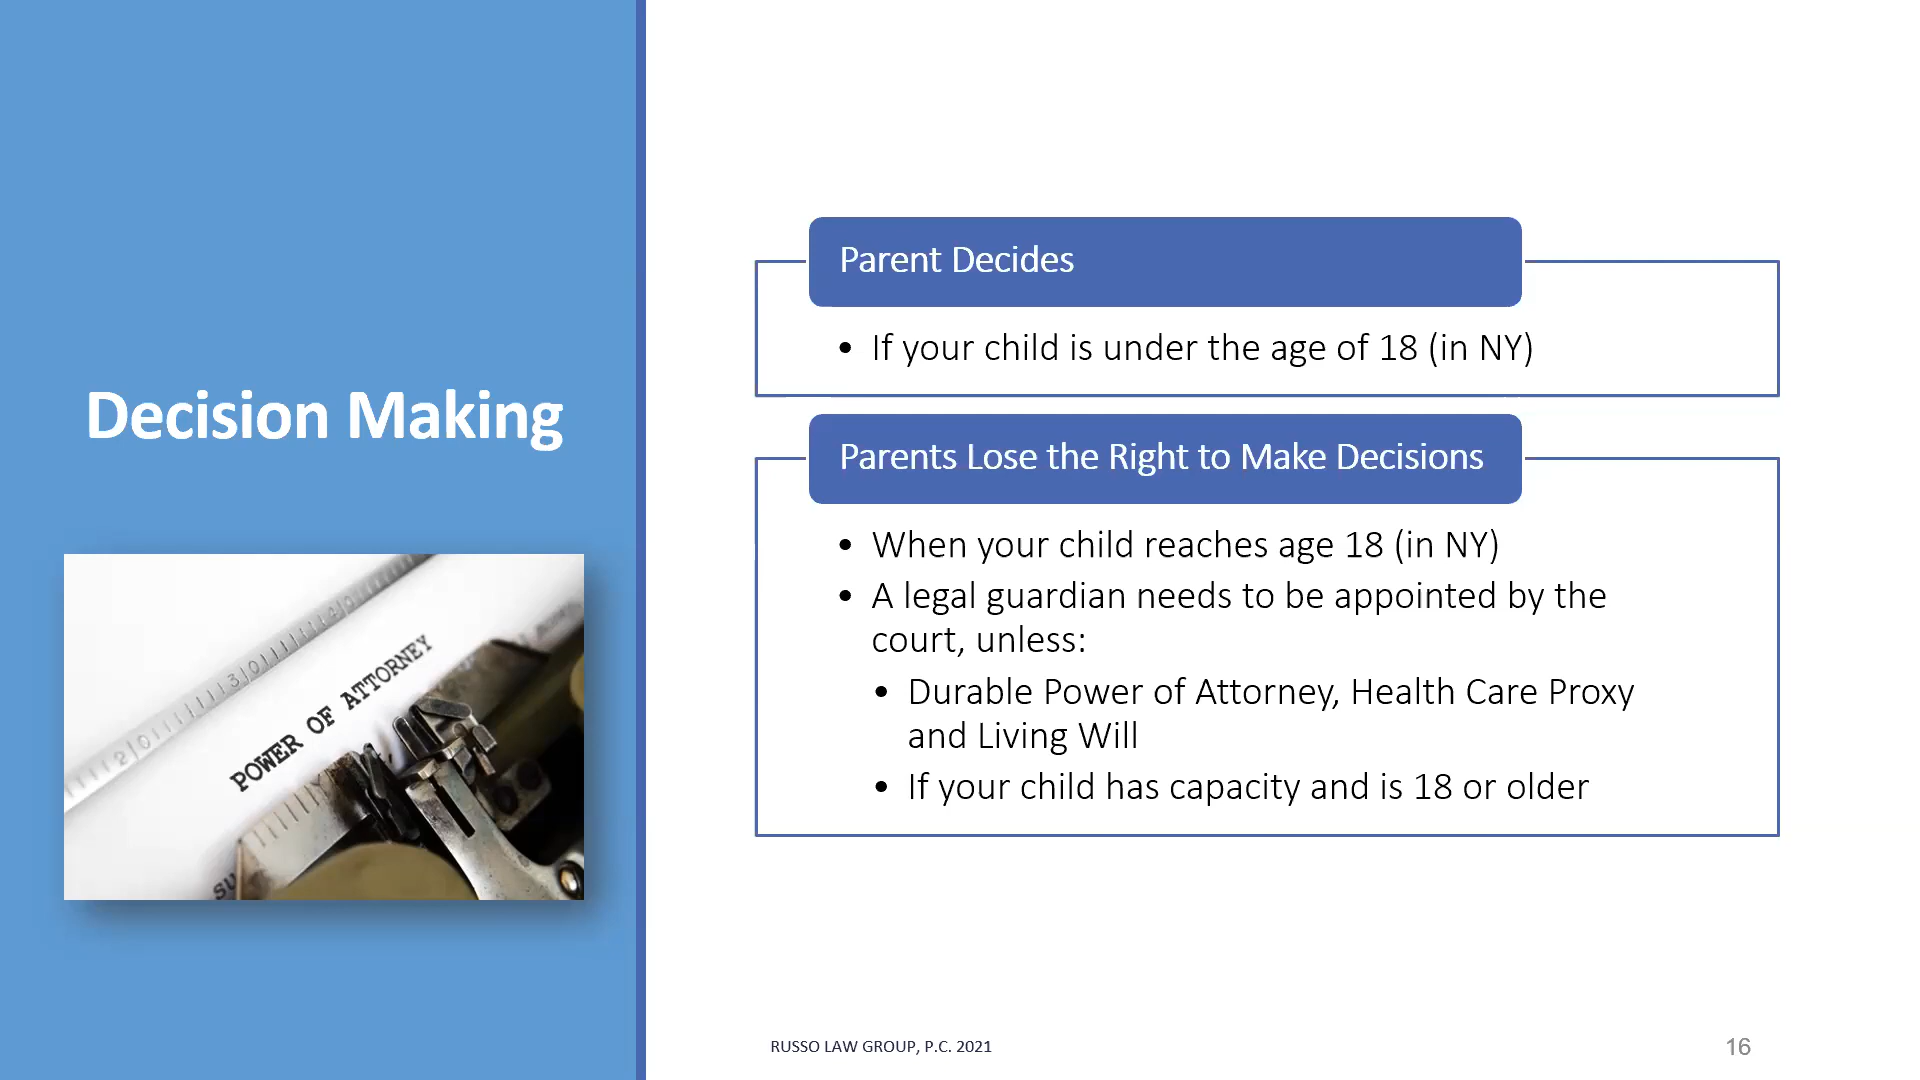 Decision Making
POWER OF ATTORNEY
Parent Decides
• If your child is under the age of 18 (in NY)
Parents Lose the Right to Make Decisions
• When your child reaches age 18 (in NY)
• A legal guardian needs to be appointed by the
court, unless:
• Durable Power of Attorney, Health Care Proxy
and Living Will
• If your child has capacity and is 18 or older
RUSSO LAW GROUP, P.C. 2021
16